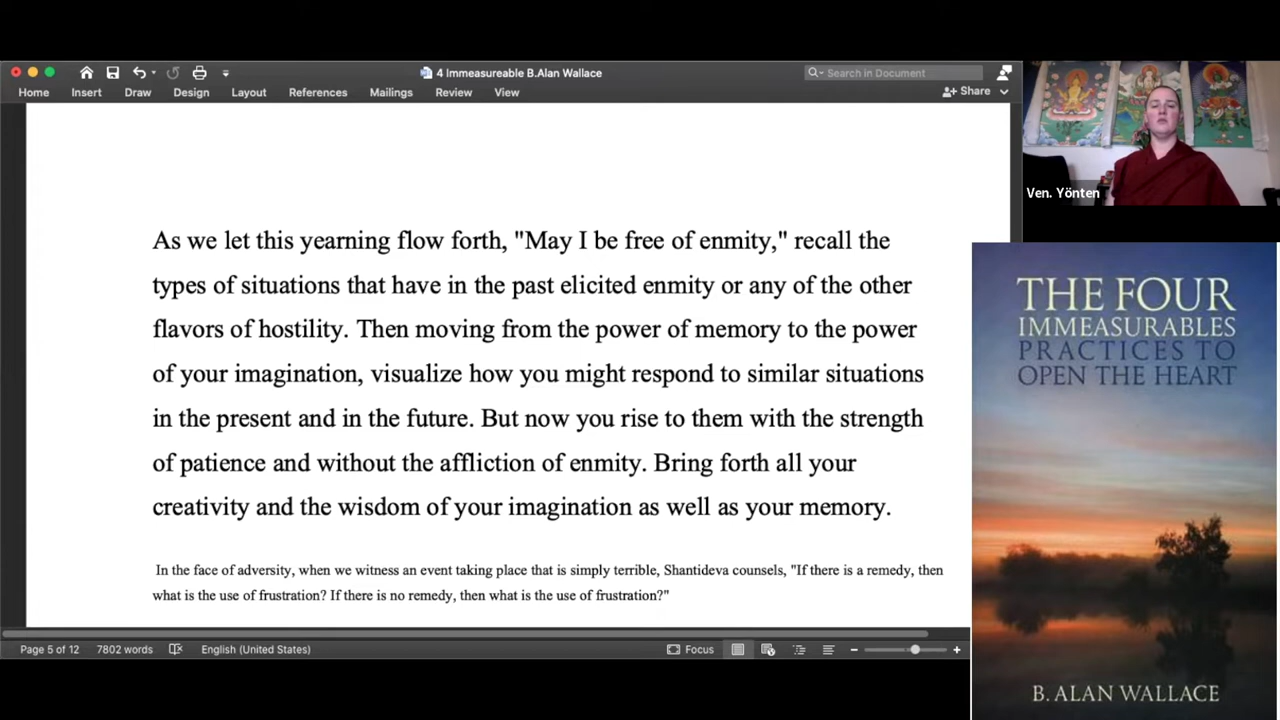 4 Immeasureable B.Alan Wallace
Search in Document
Home Insert Draw Design Layout References Mailings Review View
Share
As we let this yearning flow forth, "May I be free of enmity," recall the
types of situations that have in the past elicited enmity or any of the other
flavors of hostility. Then moving from the power of memory to the power
of your imagination, visualize how you might respond to similar situations
in the present and in the future. But now you rise to them with the strength
of patience and without the affliction of enmity. Bring forth all your
creativity and the wisdom of your imagination as well as your memory.
In the face of adversity, when we witness an event taking place that is simply terrible, Shantideva counsels, "If there is a remedy, then
what is the use of frustration? If there is no remedy, then what is the use of frustration?"
Page 5 of 12 7802 words English (United States) Focus
Ven. Yönten
THE FOUR
IMMEASURABLES
PRACTICES TO
OPEN THE HEART
B. ALAN WALLACE